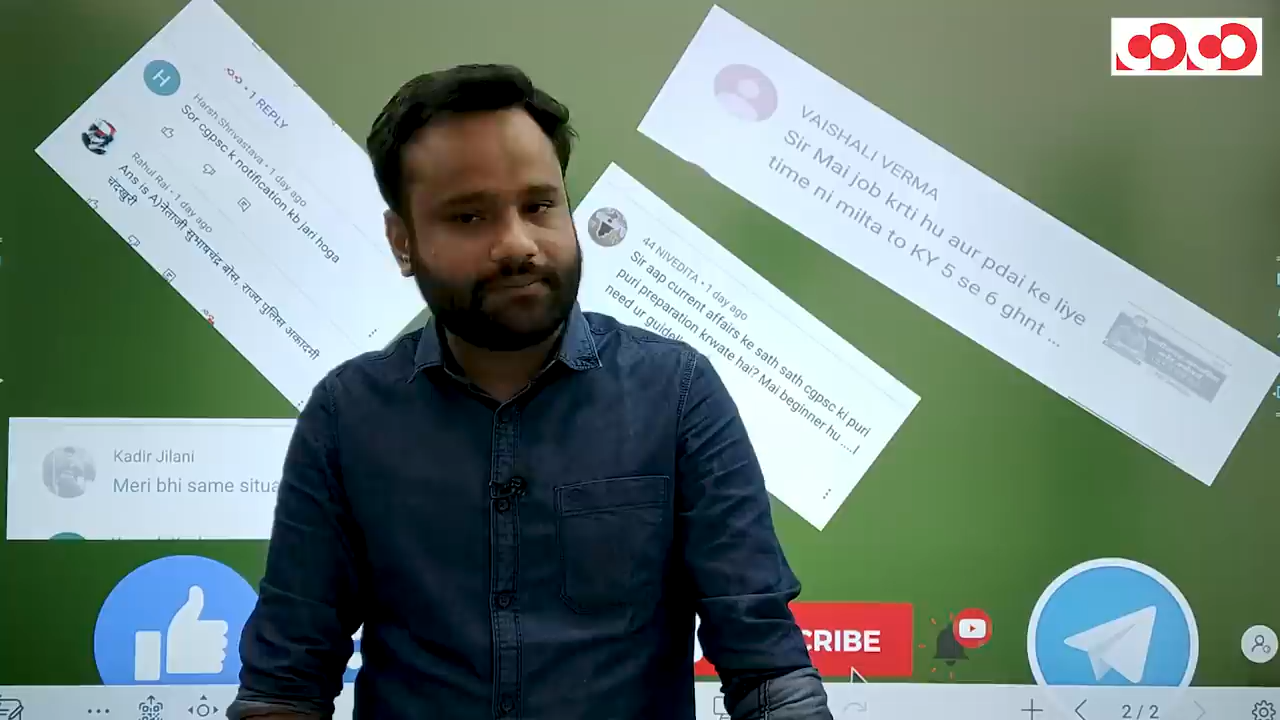 1 REPLY
H
Harsh Shrivastava • 1 day ago
Sor cgpsc k notification kb jari hoga
Rahul Rai • 1 day ago
Ans is A)नेताजी सुभाषचंद्र बोस, राज्य पुलिस अकादमी
चंदखुरी
VAISHALI VERMA
Sir Mai job krti hu aur pdai ke liye
time ni milta to KY 5 se 6 ghnt ...
44 NIVEDITA • 1 day ago
Sir aap current affairs ke sath sath cgpsc ki puri
puri preparation krwate hai? Mai beginner hu ....I
need ur
Kadir Jilani
Meri bhi same
CRIBE
2/2